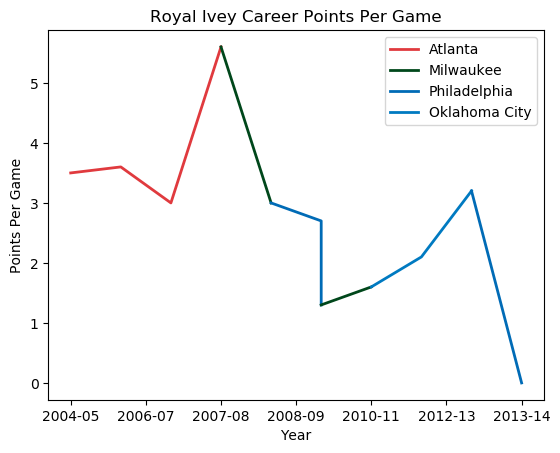 Royal Ivey Career Points Per Game
Atlanta
Milwaukee
Philadelphia
Oklahoma City
Points Per Game
5
4
3
2
1
0
2004-05 2006-07 2007-08 2008-09 2010-11 2012-13 2013-14
Year